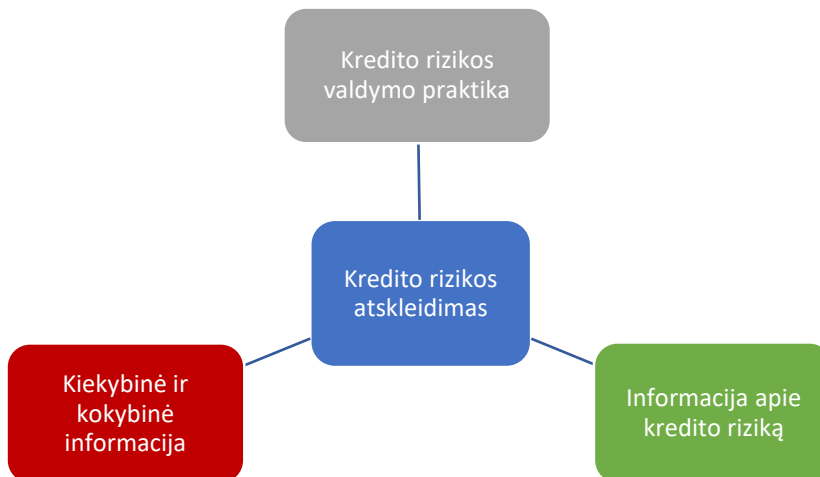 Kredito rizikos
valdymo praktika
Kredito rizikos
atskleidimas
Kiekybinė ir
kokybinė
informacija
Informacija apie
kredito riziką